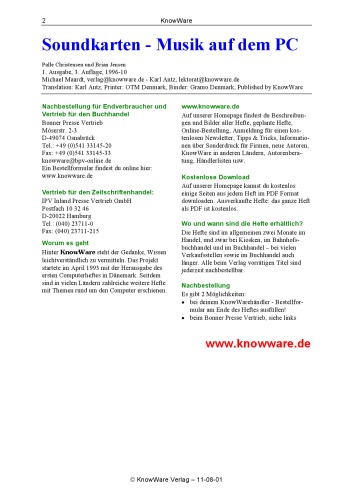 2
KnowWare
Soundkarten - Musik auf dem PC
Palle Christensen und Brian Jensen
1. Ausgabe, 3. Auflage, 1996-10
Michael Maardt, verlag@knowware.de - Karl Antz, lektorat@knowware.de
Translation: Karl Antz, Printer: OTM Denmark, Binder: Gramo Denmark, Published by KnowWare
Nachbestellung für Endverbraucher und
Vertrieb für den Buchhandel
Bonner Presse Vertrieb
Möserstr. 2-3
D-49074 Osnabrück
Tel.: +49 (0)541 33145-20
Fax: +49 (0)541 33145-33
knowware@bpv-online.de
Ein Bestellformular findest du online hier:
www.knowware.de
Vertrieb für den Zeitschriftenhandel:
IPV Inland Presse Vertrieb GmbH
Postfach 10 32 46
D-20022 Hamburg
Tel.: (040) 23711-0
Fax: (040) 23711-215
Worum es geht
Hinter KnowWare steht der Gedanke, Wissen
leichtverständlich zu vermitteln. Das Projekt
startete im April 1993 mit der Herausgabe des
ersten Computerheftes in Dänemark. Seitdem
sind in vielen Ländern zahlreiche weitere Hefte
mit Themen rund um den Computer erschienen.
www.knowware.de
Auf unserer Homepage findest du Beschreibun-
gen und Bilder aller Hefte, geplante Hefte,
Online-Bestellung, Anmeldung für einen kos-
tenlosen Newsletter, Tipps & Tricks, Informatio-
nen über Sonderdruck für Firmen, neue Autoren,
KnowWare in anderen Ländern, Autorenbera-
tung, Händlerlisten usw.
Kostenlose Download
Auf unserer Homepage kannst du kostenlos
einige Seiten aus jedem Heft im PDF Format
downloaden. Ausverkaufte Hefte: das ganze Heft
als PDF ist kostenlos.
Wo und wann sind die Hefte erhältlich?
Die Hefte sind im allgemeinen zwei Monate im
Handel, und zwar bei Kiosken, im Bahnhofs-
buchhandel und im Buchhandel – bei vielen
Verkaufsstellen sowie im Buchhandel auch
länger. Alle beim Verlag vorrätigen Titel sind
jederzeit nachbestellbar.
Nachbestellung
Es gibt 2 Möglichkeiten:
• bei deinem KnowWarehändler - Bestellfor-
mular am Ende des Heftes ausfüllen!
• beim Bonner Presse Vertrieb, siehe links
www.knowware.de
© KnowWare Verlag – 11-08-01